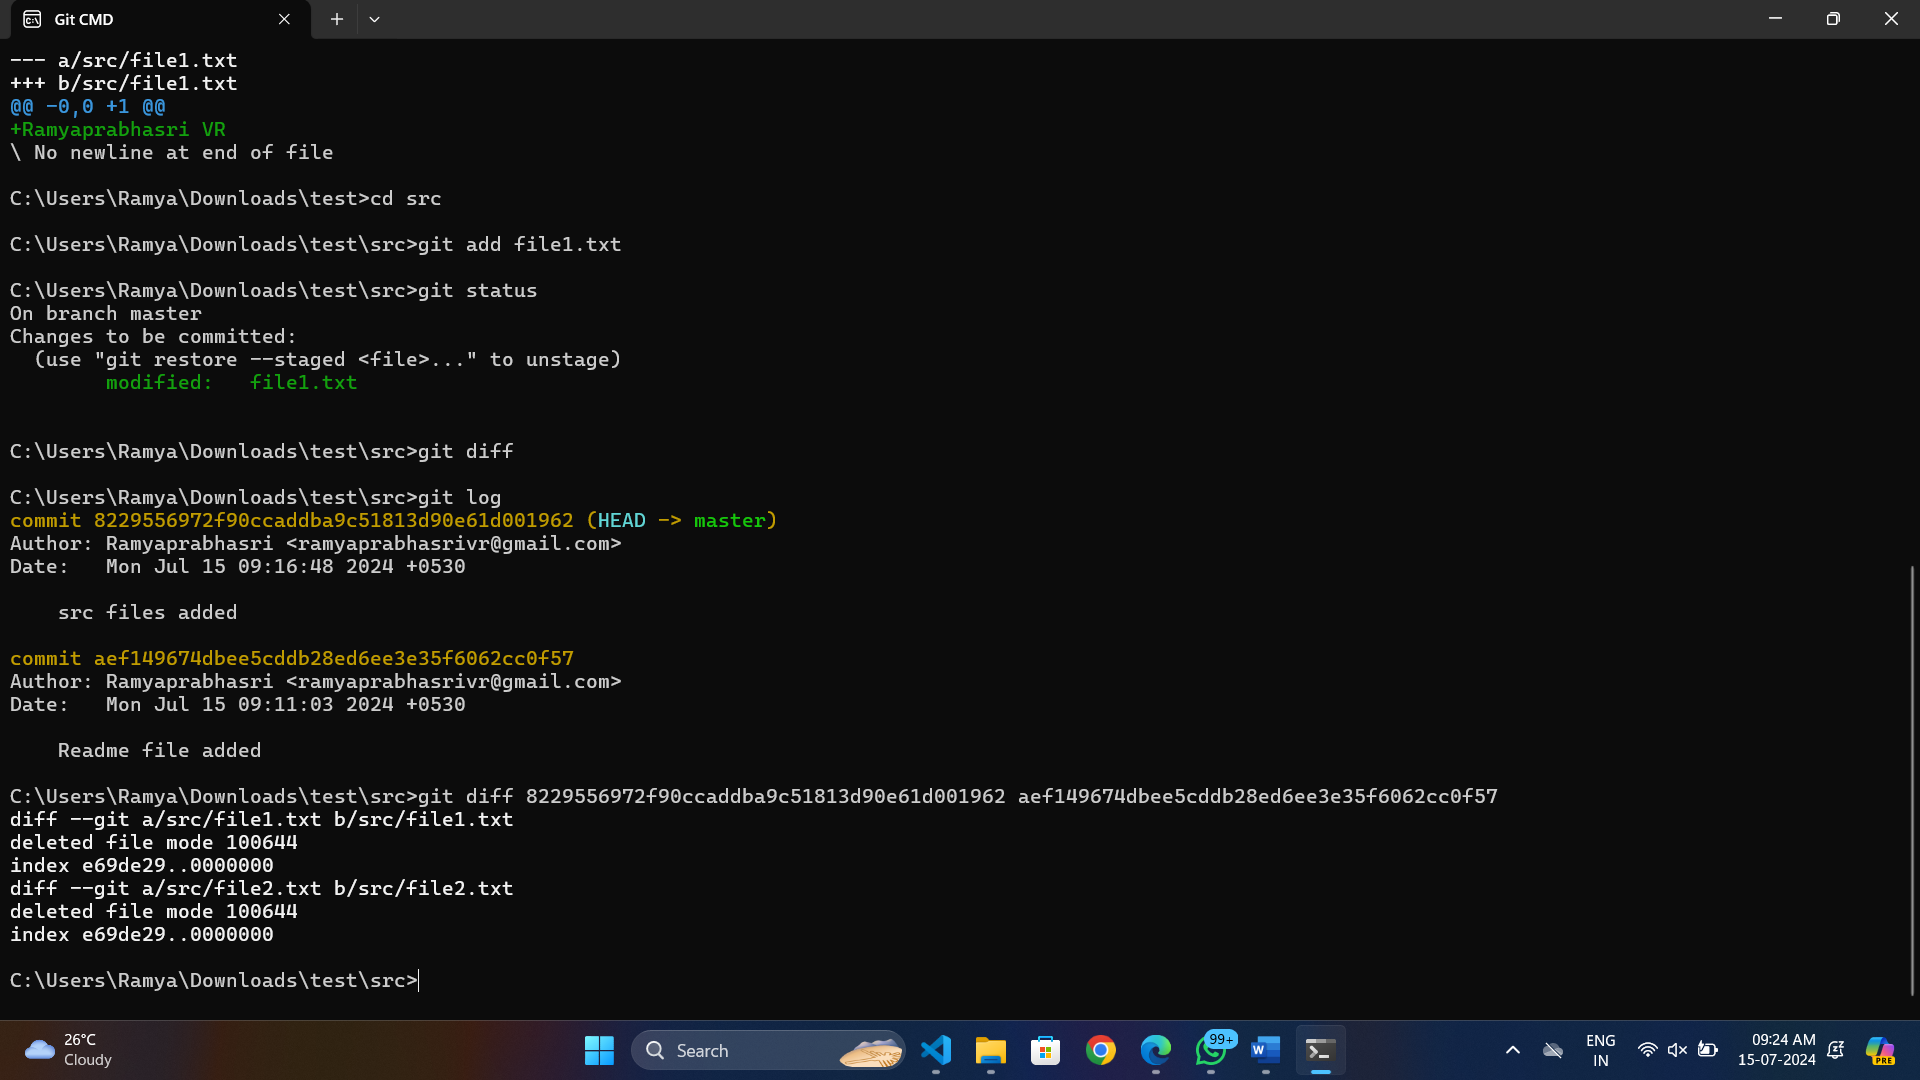 Git CMD
--- a/src/file1.txt
+++ b/src/file1.txt
@@ -0,0 +1 @@
+Ramyaprabhasri VR
\ No newline at end of file
C:\Users\Ramya\Downloads\test>cd src
C:\Users\Ramya\Downloads\test\src>git add file1.txt
C:\Users\Ramya\Downloads\test\src>git status
On branch master
Changes to be committed:
  (use "git restore --staged <file>..." to unstage)
        modified:   file1.txt
C:\Users\Ramya\Downloads\test\src>git diff
C:\Users\Ramya\Downloads\test\src>git log
commit 8229556972f90ccaddba9c51813d90e61d001962 (HEAD -> master)
Author: Ramyaprabhasri <ramyaprabhasrivr@gmail.com>
Date:   Mon Jul 15 09:16:48 2024 +0530
    src files added
commit aef149674dbee5cddb28ed6ee3e35f6062cc0f57
Author: Ramyaprabhasri <ramyaprabhasrivr@gmail.com>
Date:   Mon Jul 15 09:11:03 2024 +0530
    Readme file added
C:\Users\Ramya\Downloads\test\src>git diff 8229556972f90ccaddba9c51813d90e61d001962 aef149674dbee5cddb28ed6ee3e35f6062cc0f57
diff --git a/src/file1.txt b/src/file1.txt
deleted file mode 100644
index e69de29..0000000
diff --git a/src/file2.txt b/src/file2.txt
deleted file mode 100644
index e69de29..0000000
C:\Users\Ramya\Downloads\test\src>
26°C
Cloudy
Search
99+
W
ENG
IN
09:24 AM
15-07-2024
PRE